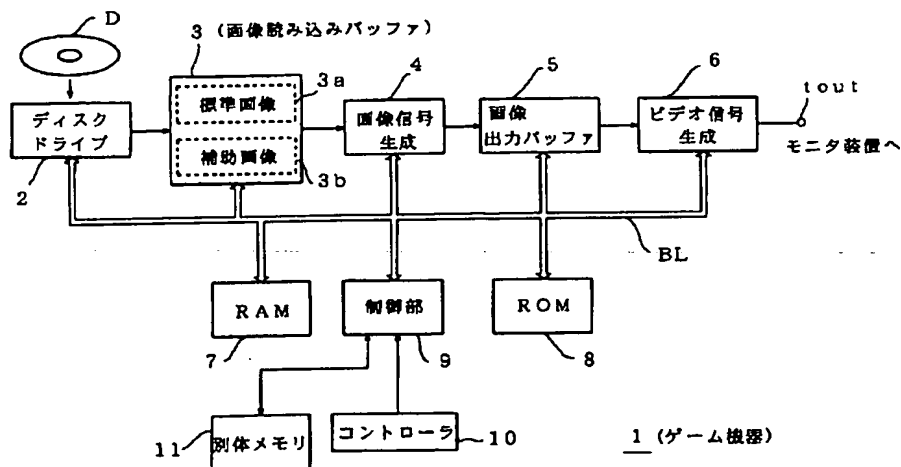 D
3 (画像読み込みバッファ)
3a
標準画像
補助画像
3b
ディスク
ドライブ
2
4
画像信号
生成
5
画像
出力バッファ
6
ビデオ信号
生成
tout
モニタ装置へ
BL
RAM
7
制御部
9
ROM
8
11
別体メモリ
コントローラ
10
1 (ゲーム機器)